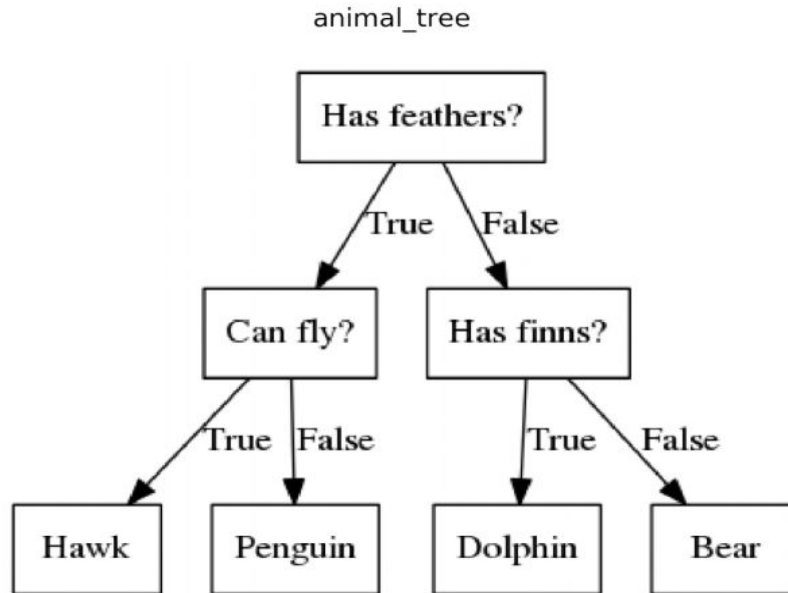 animal_tree
Has feathers?
True False
Can fly? Has finns?
True False True False
Hawk Penguin Dolphin Bear